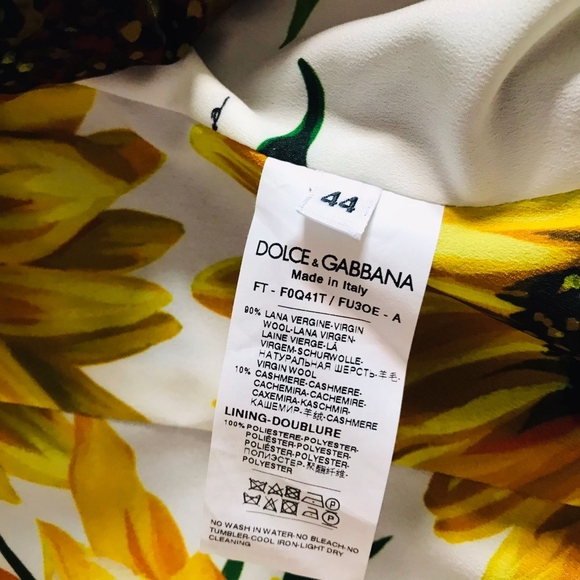 44
DOLCE & GABBANA
Made in Italy
FT - F0Q41T / FU3OE - A
90% LANA VERGINE-VIRGIN
WOOL-LANA VIRGEN-
LAINE VIERGE-LÃ
VIRGEM-SCHURWOLLE-
НАТУРАЛЬНАЯ ШЕРСТЬ-羊毛-
VIRGIN WOOL
10% CASHMERE-CASHMERE-
CACHEMIRA-CACHEMIRE-
CAXEMIRA-KASCHMIR-
КАШЕМИР-羊绒-CASHMERE
LINING-DOUBLURE
100% POLIESTERE-POLYESTER-
POLIÉSTER-POLYESTER-
POLIÉSTER-POLYESTER-
ПОЛИЭСТЕР-聚酯纤维-
POLYESTER
NO WASH IN WATER-NO BLEACH-NO
TUMBLER-COOL IRON-LIGHT DRY
CLEANING